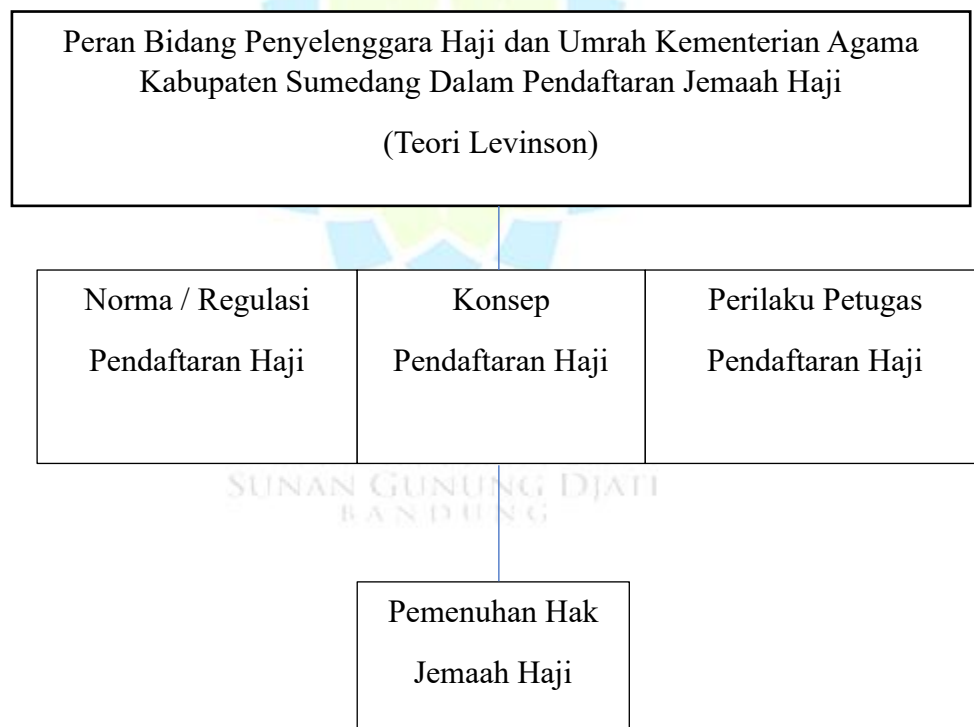 Peran Bidang Penyelenggara Haji dan Umrah Kementerian Agama
Kabupaten Sumedang Dalam Pendaftaran Jemaah Haji
(Teori Levinson)
Norma / Regulasi
Pendaftaran Haji
Konsep
Pendaftaran Haji
Perilaku Petugas
Pendaftaran Haji
SUNAN GUNUNG DJATI
BANDUNG
Pemenuhan Hak
Jemaah Haji